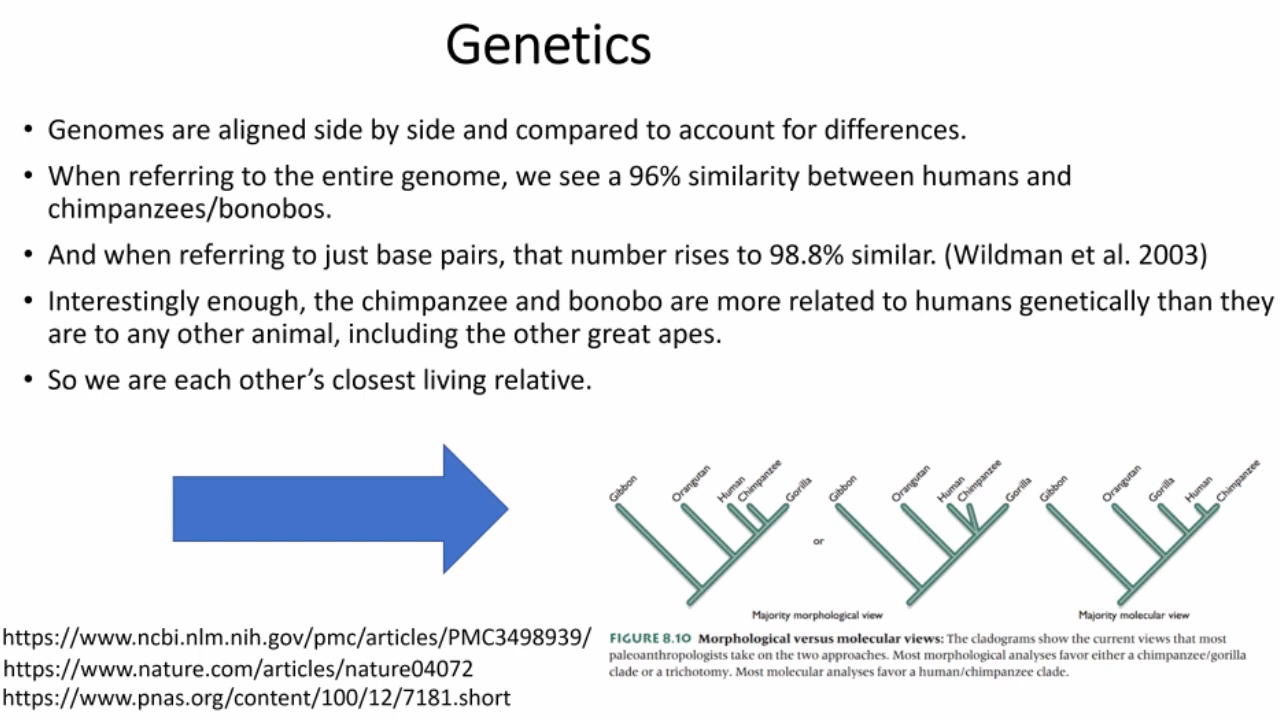 Genetics
• Genomes are aligned side by side and compared to account for differences.
• When referring to the entire genome, we see a 96% similarity between humans and
chimpanzees/bonobos.
• And when referring to just base pairs, that number rises to 98.8% similar. (Wildman et al. 2003)
• Interestingly enough, the chimpanzee and bonobo are more related to humans genetically than they
are to any other animal, including the other great apes.
• So we are each other’s closest living relative.
Gibbon
Orangutan
Human
Chimpanzee
Gorilla
or
Gibbon
Orangutan
Human
Chimpanzee
Gorilla
Gibbon
Orangutan
Gorilla
Human
Chimpanzee
Majority morphological view
Majority molecular view
https://www.ncbi.nlm.nih.gov/pmc/articles/PMC3498939/
https://www.nature.com/articles/nature04072
https://www.pnas.org/content/100/12/7181.short
FIGURE 8.10 Morphological versus molecular views: The cladograms show the current views that most
paleoanthropologists take on the two approaches. Most morphological analyses favor either a chimpanzee/gorilla
clade or a trichotomy. Most molecular analyses favor a human/chimpanzee clade.